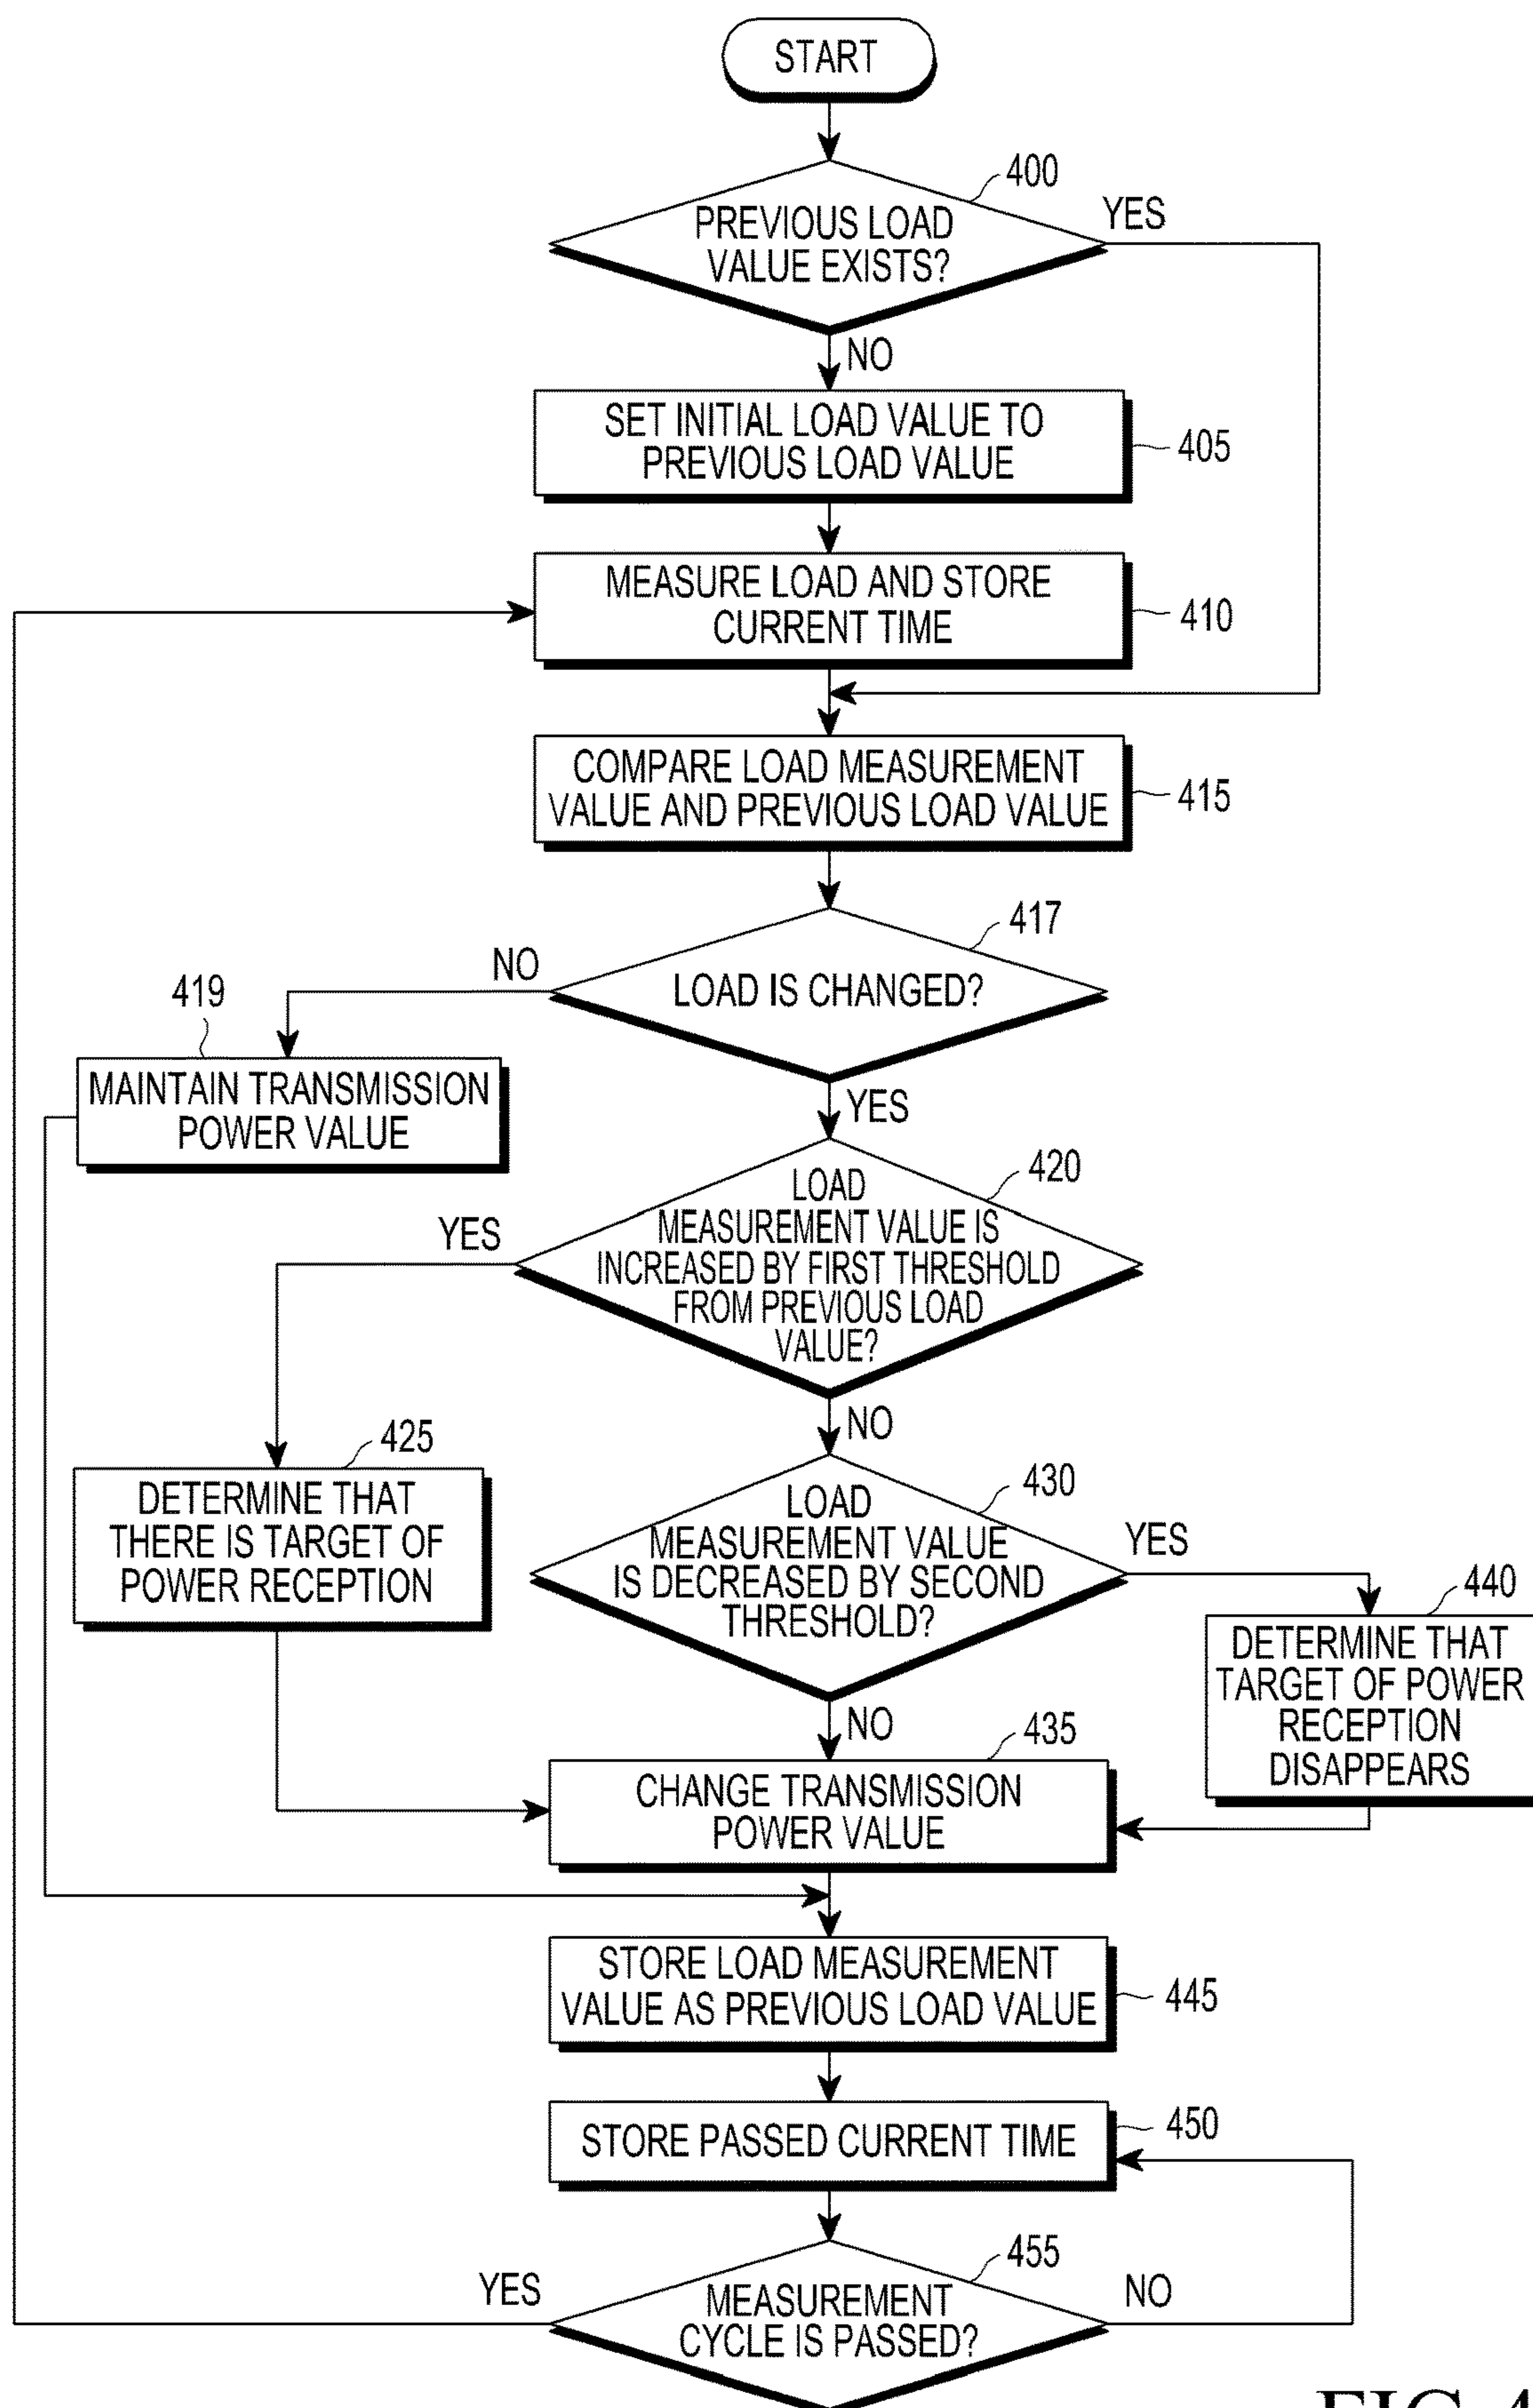 START
400
PREVIOUS LOAD
VALUE EXISTS?
YES
NO
SET INITIAL LOAD VALUE TO
PREVIOUS LOAD VALUE
405
MEASURE LOAD AND STORE
CURRENT TIME
410
COMPARE LOAD MEASUREMENT
VALUE AND PREVIOUS LOAD VALUE
415
417
LOAD IS CHANGED?
NO
419
MAINTAIN TRANSMISSION
POWER VALUE
YES
420
LOAD
MEASUREMENT VALUE IS
INCREASED BY FIRST THRESHOLD
FROM PREVIOUS LOAD
VALUE?
YES
NO
425
DETERMINE THAT
THERE IS TARGET OF
POWER RECEPTION
430
LOAD
MEASUREMENT VALUE
IS DECREASED BY SECOND
THRESHOLD?
YES
440
DETERMINE THAT
TARGET OF POWER
RECEPTION
DISAPPEARS
NO
435
CHANGE TRANSMISSION
POWER VALUE
STORE LOAD MEASUREMENT
VALUE AS PREVIOUS LOAD VALUE
445
STORE PASSED CURRENT TIME
450
455
MEASUREMENT
CYCLE IS PASSED?
YES
NO